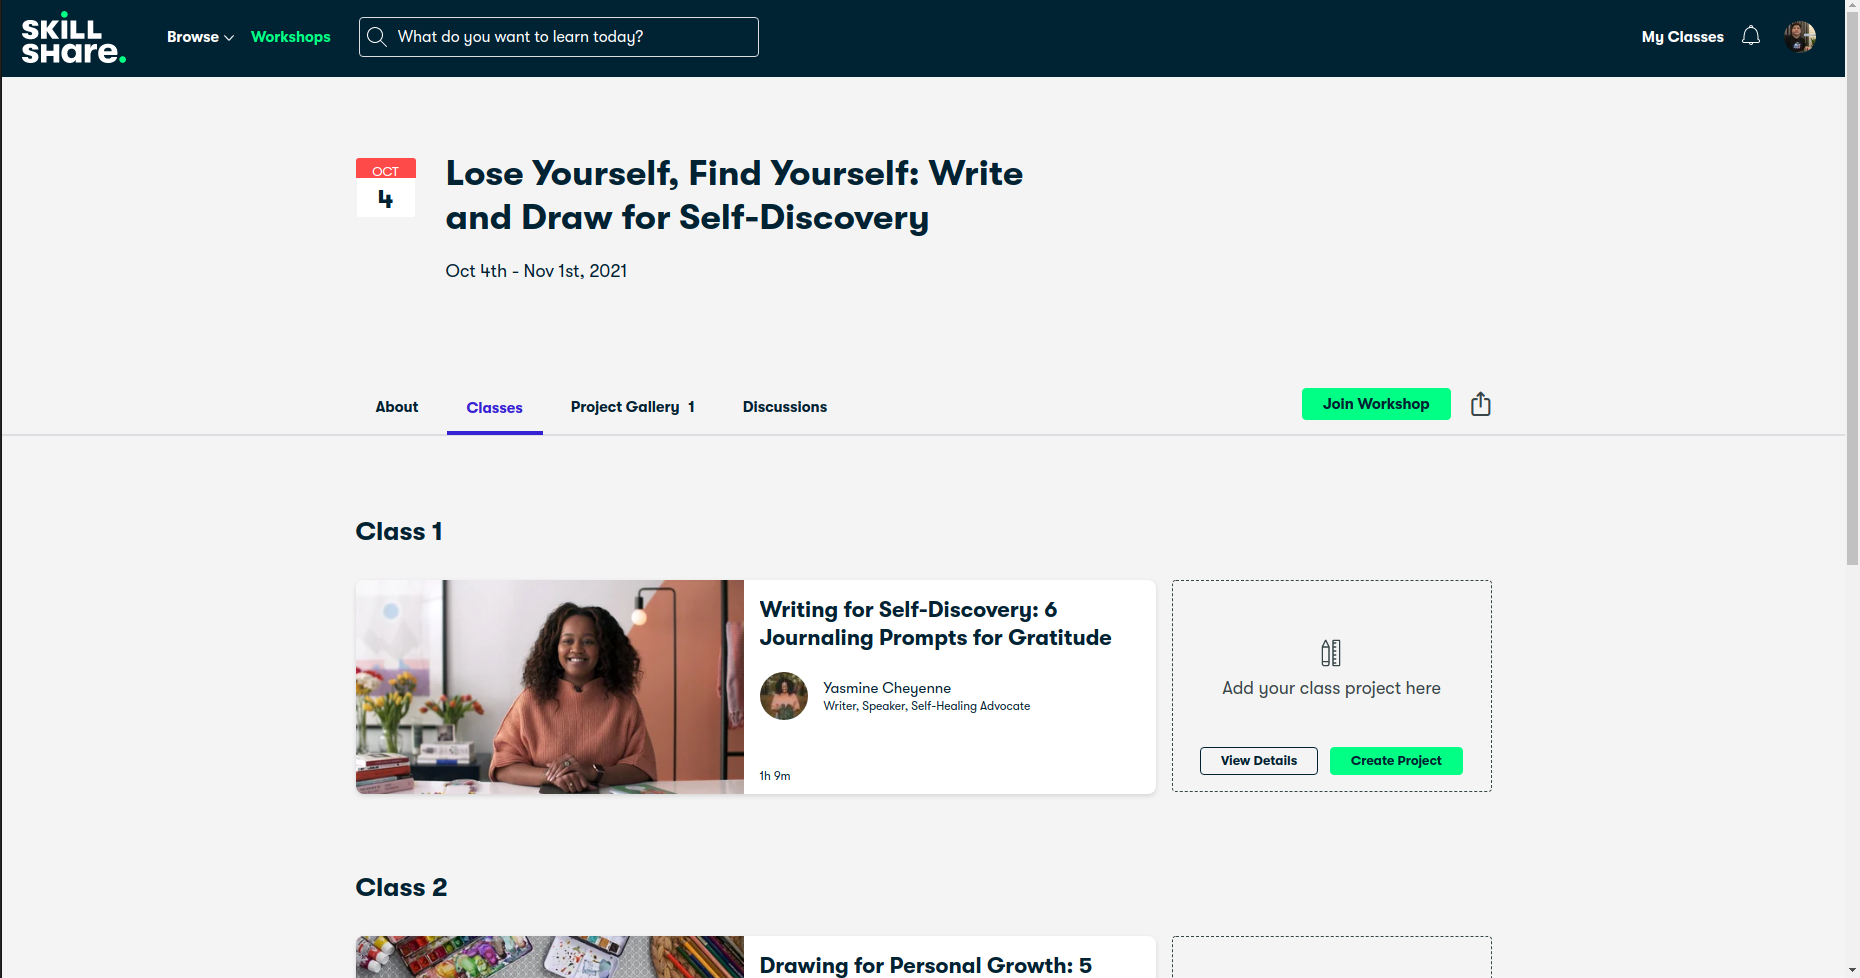 SKILL
SHARE.
Browse
Workshops
What do you want to learn today?
My Classes
OCT
4
Lose Yourself, Find Yourself: Write
and Draw for Self-Discovery
Oct 4th - Nov 1st, 2021
About
Classes
Project Gallery 1
Discussions
Join Workshop
Class 1
Writing for Self-Discovery: 6
Journaling Prompts for Gratitude
Yasmine Cheyenne
Writer, Speaker, Self-Healing Advocate
1h 9m
Add your class project here
View Details
Create Project
Class 2
Drawing for Personal Growth: 5